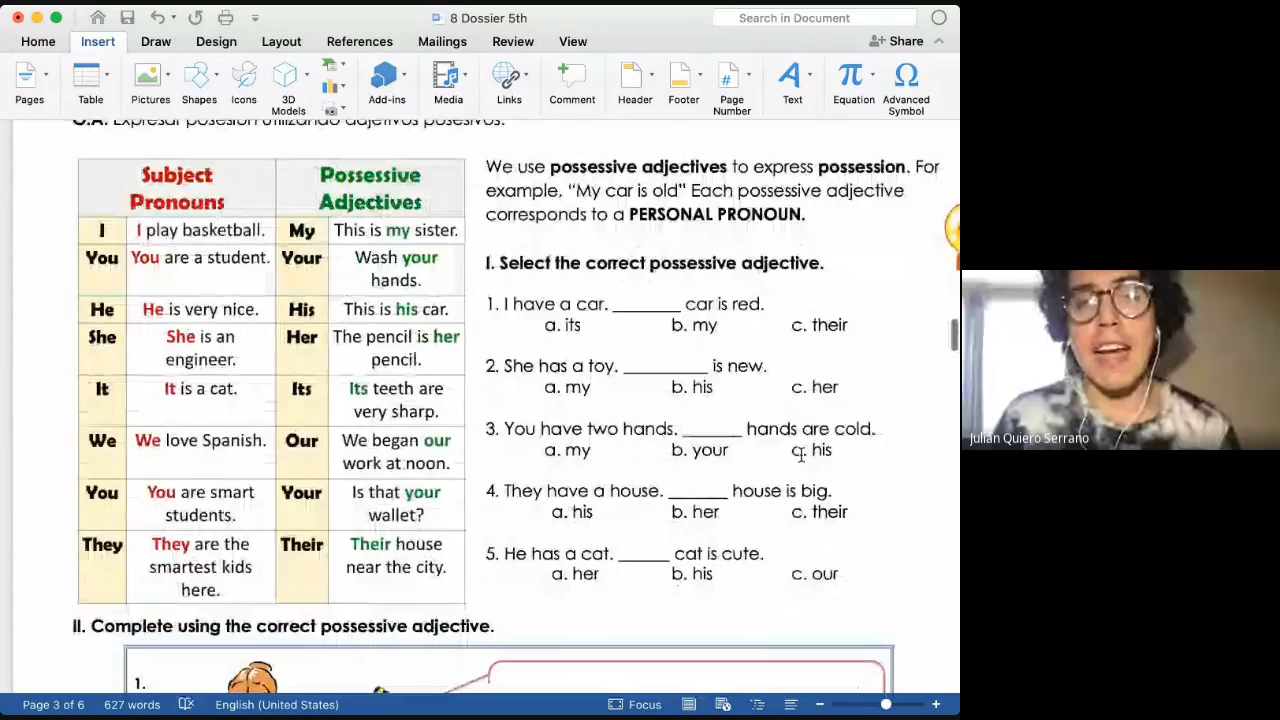 8 Dossier 5th
Search in Document
Home Insert Draw Design Layout References Mailings Review View
Share
Pages Table Pictures Shapes Icons 3D Models Add-ins Media Links Comment Header Footer Page Number Text Equation Advanced Symbol
O.A. Expresar posesión utilizando adjetivos posesivos.
Subject Pronouns Possessive Adjectives
I I play basketball. My This is my sister.
You You are a student. Your Wash your hands.
He He is very nice. His This is his car.
She She is an engineer. Her The pencil is her pencil.
It It is a cat. Its Its teeth are very sharp.
We We love Spanish. Our We began our work at noon.
You You are smart students. Your Is that your wallet?
They They are the smartest kids here. Their Their house near the city.
We use possessive adjectives to express possession. For
example, “My car is old” Each possessive adjective
corresponds to a PERSONAL PRONOUN.
I. Select the correct possessive adjective.
1. I have a car. ________ car is red.
a. its b. my c. their
2. She has a toy. __________ is new.
a. my b. his c. her
3. You have two hands. _______ hands are cold.
a. my b. your c. his
4. They have a house. _______ house is big.
a. his b. her c. their
5. He has a cat. _____ cat is cute.
a. her b. his c. our
II. Complete using the correct possessive adjective.
1.
Julian Quiero Serrano
Page 3 of 6 627 words English (United States) Focus